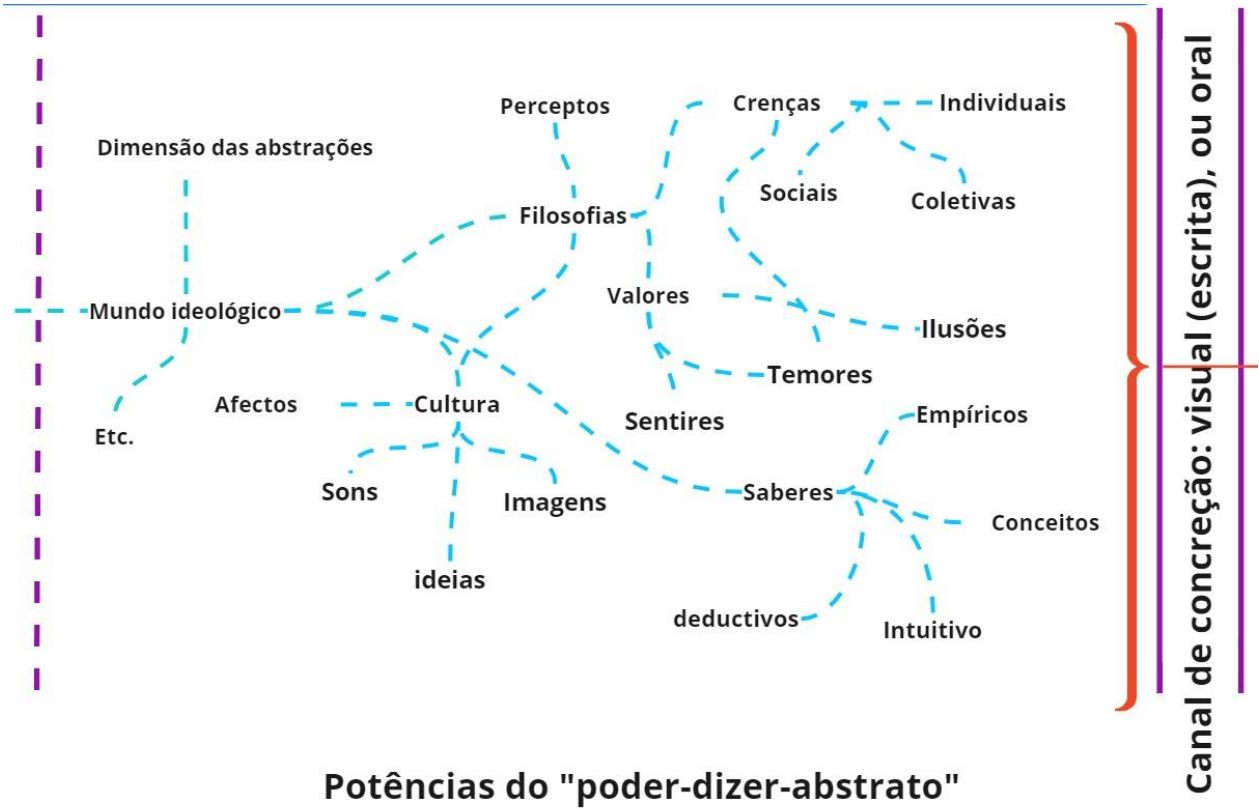 Perceptos
Crenças
Individuais
Dimensão das abstrações
Sociais
Coletivas
Filosofias
Valores
Mundo ideológico
Ilusões
Temores
Afectos
Cultura
Sentires
Empíricos
Etc.
Sons
Imagens
Saberes
Conceitos
ideias
deductivos
Intuitivo
Canal de concreção: visual (escrita), ou oral
Potências do "poder-dizer-abstrato"